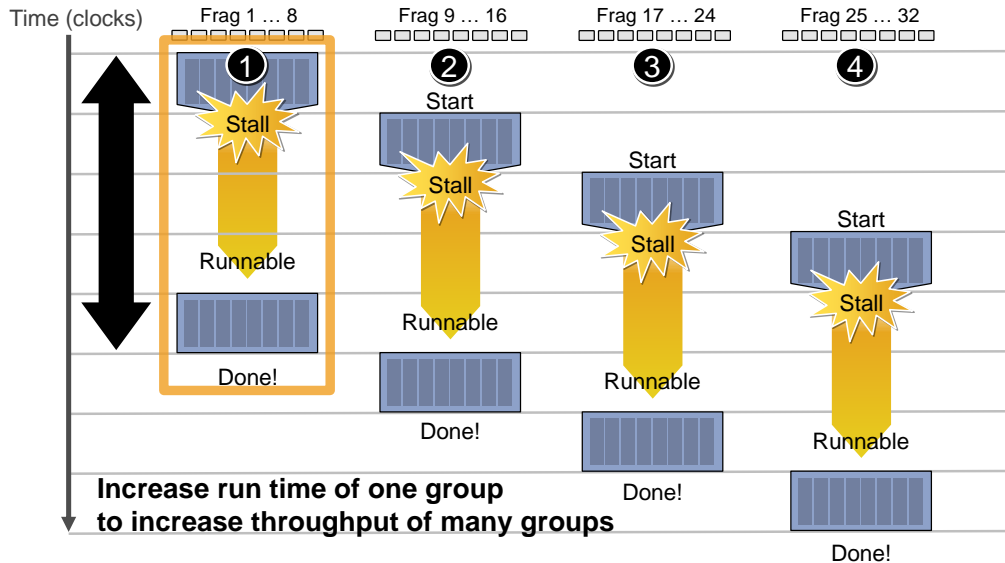 Time (clocks)
Frag 1 … 8
Frag 9 … 16
Frag 17 … 24
Frag 25 … 32
1
2
3
4
Stall
Runnable
Done!
Start
Stall
Runnable
Done!
Start
Stall
Runnable
Done!
Start
Stall
Runnable
Done!
Increase run time of one group
to increase throughput of many groups